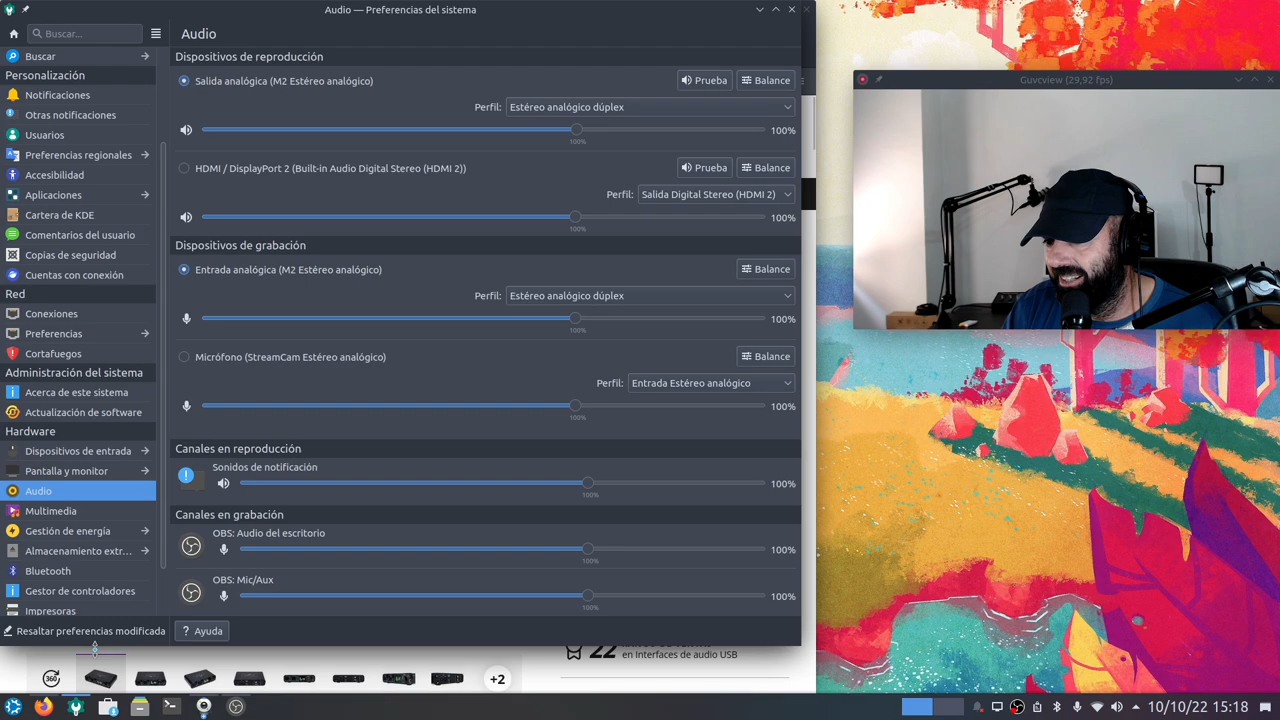 Audio — Preferencias del sistema
Buscar...
Audio
Buscar
Personalización
Notificaciones
Otras notificaciones
Usuarios
Preferencias regionales
Accesibilidad
Aplicaciones
Cartera de KDE
Comentarios del usuario
Copias de seguridad
Cuentas con conexión
Red
Conexiones
Preferencias
Cortafuegos
Administración del sistema
Acerca de este sistema
Actualización de software
Hardware
Dispositivos de entrada
Pantalla y monitor
Audio
Multimedia
Gestión de energía
Almacenamiento extr...
Bluetooth
Gestor de controladores
Impresoras
Resaltar preferencias modificada
Dispositivos de reproducción
Salida analógica (M2 Estéreo analógico)
Prueba
Balance
Perfil: Estéreo analógico dúplex
100%
100%
HDMI / DisplayPort 2 (Built-in Audio Digital Stereo (HDMI 2))
Prueba
Balance
Perfil: Salida Digital Stereo (HDMI 2)
100%
100%
Dispositivos de grabación
Entrada analógica (M2 Estéreo analógico)
Balance
Perfil: Estéreo analógico dúplex
100%
100%
Micrófono (StreamCam Estéreo analógico)
Balance
Perfil: Entrada Estéreo analógico
100%
100%
Canales en reproducción
Sonidos de notificación
100%
100%
Canales en grabación
OBS: Audio del escritorio
100%
100%
OBS: Mic/Aux
100%
100%
? Ayuda
Guvcview (29,92 fps)
360
+2
22
en Interfaces de audio USB
10/10/22 15:18